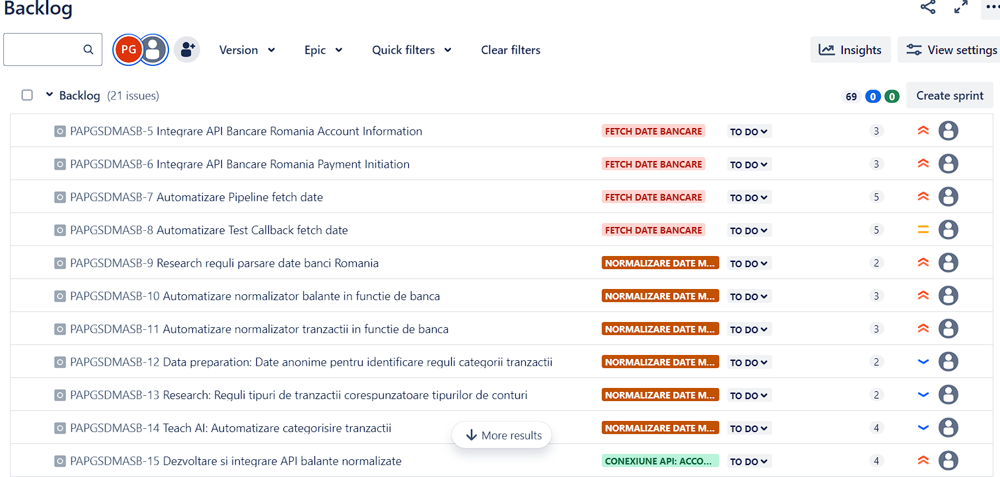 Backlog
PG Version Epic Quick filters Clear filters Insights View settings
Backlog (21 issues) 69 0 0 Create sprint
PAPGSDMASB-5 Integrare API Bancare Romania Account Information FETCH DATE BANCARE TO DO 3
PAPGSDMASB-6 Integrare API Bancare Romania Payment Initiation FETCH DATE BANCARE TO DO 3
PAPGSDMASB-7 Automatizare Pipeline fetch date FETCH DATE BANCARE TO DO 5
PAPGSDMASB-8 Automatizare Test Callback fetch date FETCH DATE BANCARE TO DO 5
PAPGSDMASB-9 Research reguli parsare date banci Romania NORMALIZARE DATE M... TO DO 2
PAPGSDMASB-10 Automatizare normalizator balante in functie de banca NORMALIZARE DATE M... TO DO 3
PAPGSDMASB-11 Automatizare normalizator tranzactii in functie de banca NORMALIZARE DATE M... TO DO 3
PAPGSDMASB-12 Data preparation: Date anonime pentru identificare reguli categorii tranzactii NORMALIZARE DATE M... TO DO 2
PAPGSDMASB-13 Research: Reguli tipuri de tranzactii corespunzatoare tipurilor de conturi NORMALIZARE DATE M... TO DO 2
PAPGSDMASB-14 Teach AI: Automatizare categorisire tranzactii NORMALIZARE DATE M... TO DO 4
More results
PAPGSDMASB-15 Dezvoltare si integrare API balante normalizate CONEXIUNE API: ACCO... TO DO 4